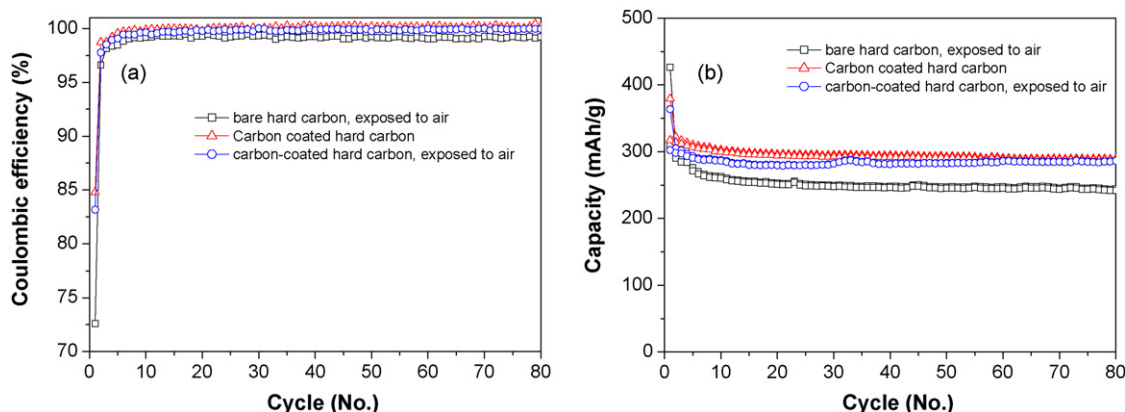 100
95
90
85
80
75
70
Coulombic efficiency (%)
(a)
bare hard carbon, exposed to air
Carbon coated hard carbon
carbon-coated hard carbon, exposed to air
0 10 20 30 40 50 60 70 80
Cycle (No.)
500
400
300
200
100
0
Capacity (mAh/g)
(b)
bare hard carbon, exposed to air
Carbon coated hard carbon
carbon-coated hard carbon, exposed to air
0 10 20 30 40 50 60 70 80
Cycle (No.)